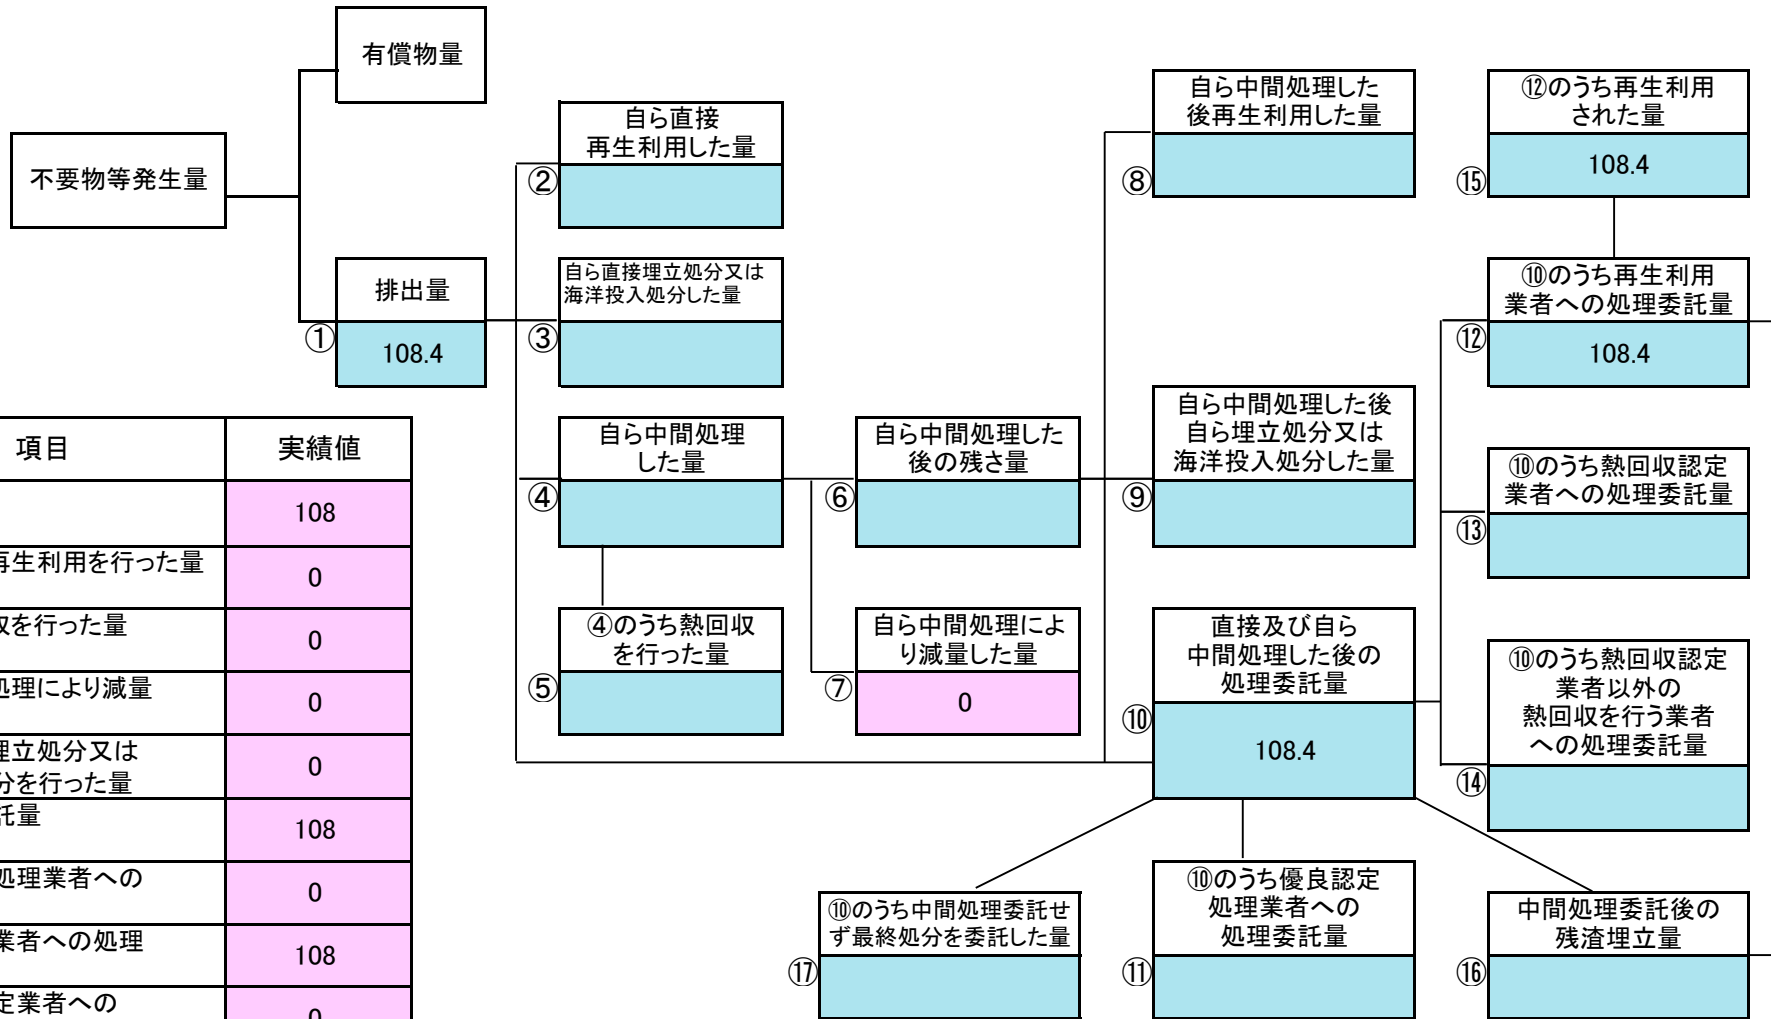 有償物量
不要物等発生量
排出量
①
108.4
自ら直接
再生利用した量
②
自ら直接埋立処分又は
海洋投入処分した量
③
自ら中間処理
した量
④
④のうち熱回収
を行った量
⑤
自ら中間処理した
後の残さ量
⑥
自ら中間処理によ
り減量した量
⑦
0
自ら中間処理した
後再生利用した量
⑧
自ら中間処理した後
自ら埋立処分又は
海洋投入処分した量
⑨
直接及び自ら
中間処理した後の
処理委託量
⑩
108.4
⑫のうち再生利用
された量
⑮
108.4
⑩のうち再生利用
業者への処理委託量
⑫
108.4
⑩のうち熱回収認定
業者への処理委託量
⑬
⑩のうち熱回収認定
業者以外の
熱回収を行う業者
への処理委託量
⑭
⑩のうち中間処理委託せ
ず最終処分を委託した量
⑰
⑩のうち優良認定
処理業者への
処理委託量
⑪
中間処理委託後の
残渣埋立量
⑯
項目
実績値
108
再生利用を行った量
0
を行った量
0
処理により減量
0
埋立処分又は
分を行った量
0
託量
108
処理業者への
0
業者への処理
108
定業者への
0